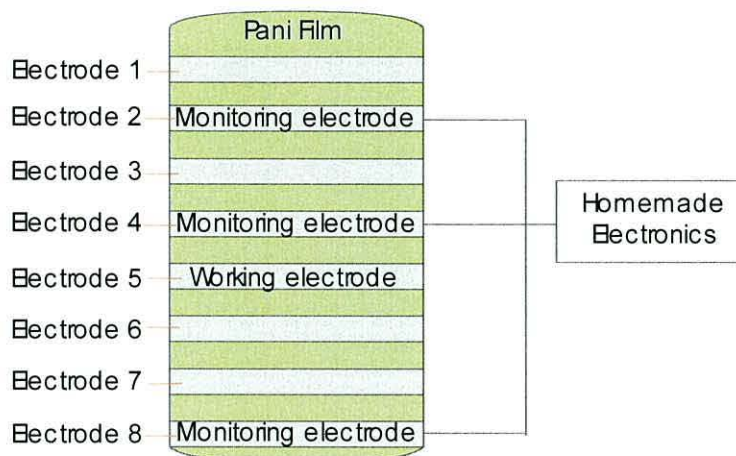 Pani Film
Electrode 1
Electrode 2 Monitoring electrode
Electrode 3
Electrode 4 Monitoring electrode
Homemade
Electronics
Electrode 5 Working electrode
Electrode 6
Electrode 7
Electrode 8 Monitoring electrode